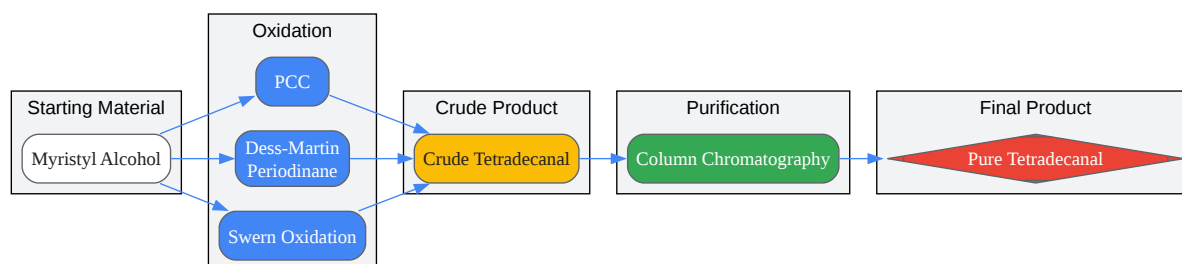 Starting Material
Myristyl Alcohol
Oxidation
PCC
Dess-Martin
Periodinane
Swern Oxidation
Crude Product
Crude Tetradecanal
Purification
Column Chromatography
Final Product
Pure Tetradecanal